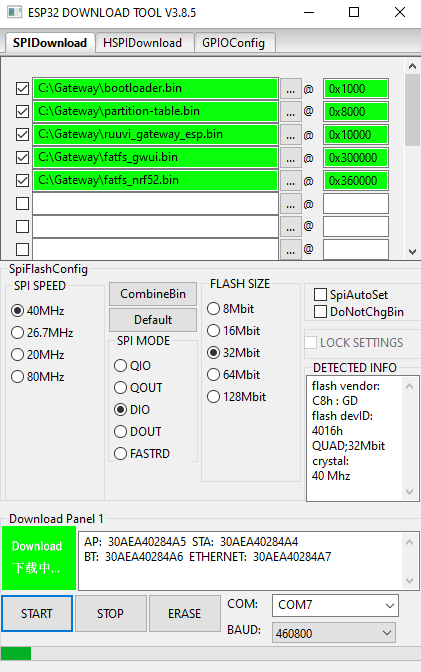 ESP32 DOWNLOAD TOOL V3.8.5
SPIDownload HSPIDownload GPIOConfig
C:\Gateway\bootloader.bin ... @ 0x1000
C:\Gateway\partition-table.bin ... @ 0x8000
C:\Gateway\ruuvi_gateway_esp.bin ... @ 0x10000
C:\Gateway\fatfs_gwui.bin ... @ 0x300000
C:\Gateway\fatfs_nrf52.bin ... @ 0x360000
... @
... @
... @
SpiFlashConfig
SPI SPEED
40MHz
26.7MHz
20MHz
80MHz
CombineBin
Default
SPI MODE
QIO
QOUT
DIO
DOUT
FASTRD
FLASH SIZE
8Mbit
16Mbit
32Mbit
64Mbit
128Mbit
SpiAutoSet
DoNotChgBin
LOCK SETTINGS
DETECTED INFO
flash vendor:
C8h : GD
flash devID:
4016h
QUAD;32Mbit
crystal:
40 Mhz
Download Panel 1
Download
下载中...
AP: 30AEA40284A5 STA: 30AEA40284A4
BT: 30AEA40284A6 ETHERNET: 30AEA40284A7
START STOP ERASE
COM: COM7
BAUD: 460800